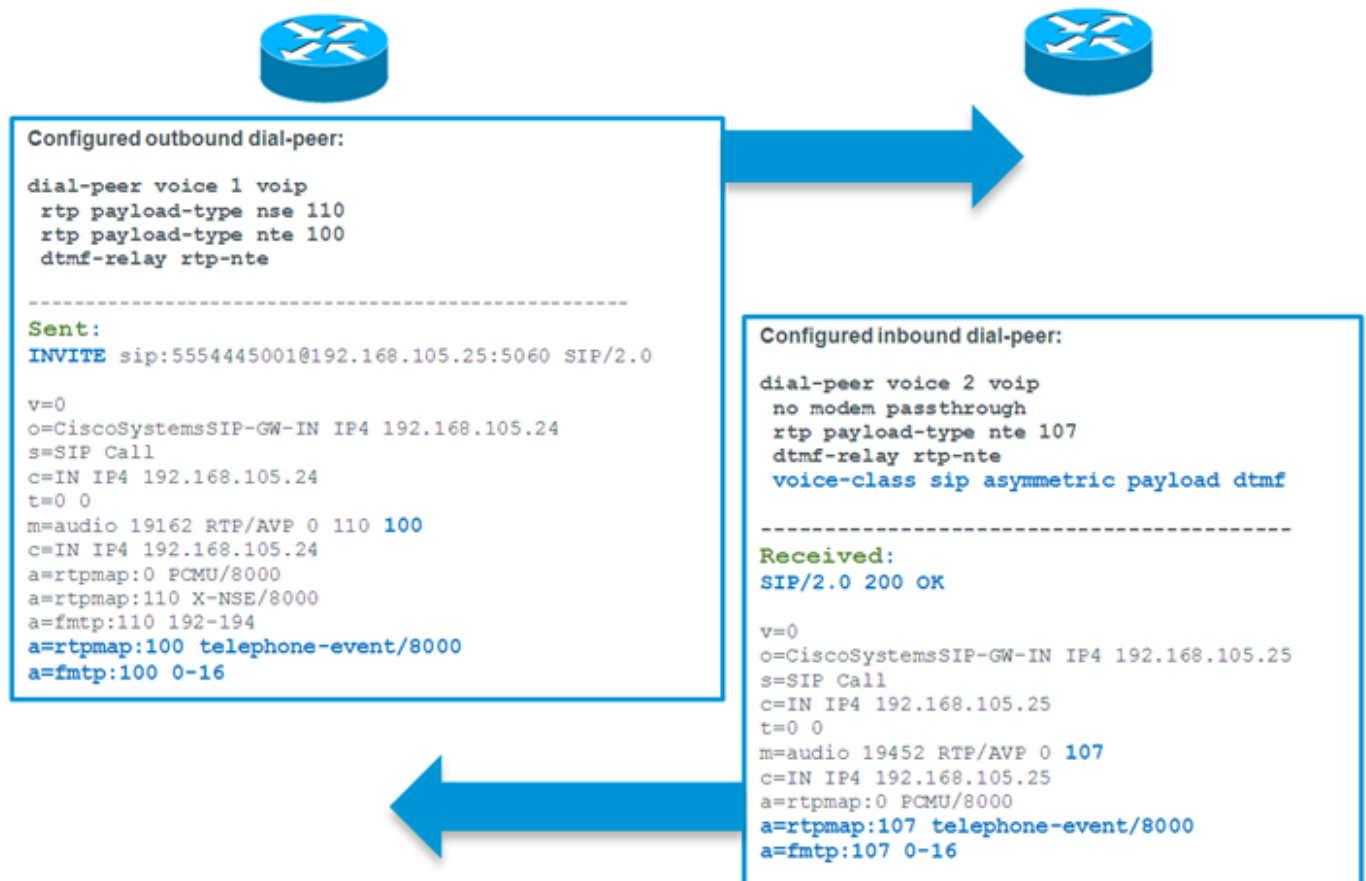 Configured outbound dial-peer:
dial-peer voice 1 voip
rtp payload-type nse 110
rtp payload-type nte 100
dtmf-relay rtp-nte
-----------------------------------------------------
Sent:
INVITE sip:5554445001@192.168.105.25:5060 SIP/2.0
v=0
o=CiscoSystemsSIP-GW-IN IP4 192.168.105.24
s=SIP Call
c=IN IP4 192.168.105.24
t=0 0
m=audio 19162 RTP/AVP 0 110 100
c=IN IP4 192.168.105.24
a=rtpmap:0 PCMU/8000
a=rtpmap:110 X-NSE/8000
a=fmtp:110 192-194
a=rtpmap:100 telephone-event/8000
a=fmtp:100 0-16
Configured inbound dial-peer:
dial-peer voice 2 voip
no modem passthrough
rtp payload-type nte 107
dtmf-relay rtp-nte
voice-class sip asymmetric payload dtmf
------------------------------------------
Received:
SIP/2.0 200 OK
v=0
o=CiscoSystemsSIP-GW-IN IP4 192.168.105.25
s=SIP Call
c=IN IP4 192.168.105.25
t=0 0
m=audio 19452 RTP/AVP 0 107
c=IN IP4 192.168.105.25
a=rtpmap:0 PCMU/8000
a=rtpmap:107 telephone-event/8000
a=fmtp:107 0-16